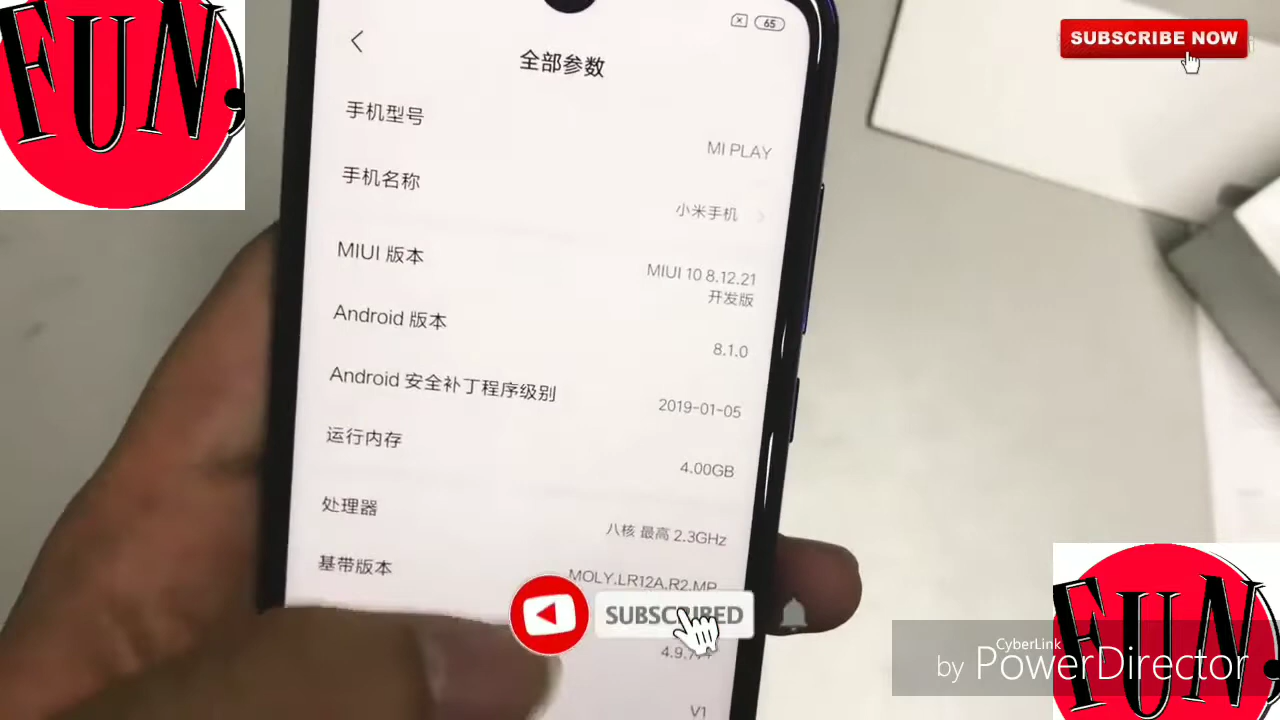 FUN,
SUBSCRIBE NOW
65
全部参数
手机型号
MI PLAY
手机名称
小米手机
MIUI 版本
MIUI 10 8.12.21
开发版
Android 版本
8.1.0
Android 安全补丁程序级别
2019-01-05
运行内存
4.00GB
处理器
八核 最高 2.3GHz
基带版本
MOLY.LR12A.R2.MP
SUBSCRIBED
V1
CyberLink
by PowerDirector
FUN